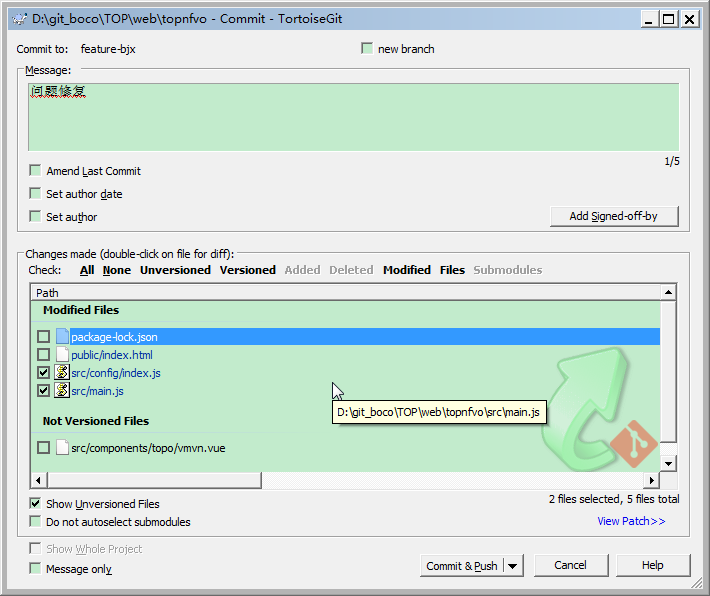 D:\git_boco\TOP\web\topnfvo - Commit - TortoiseGit
Commit to: feature-bjx new branch
Message:
问题修复
1/5
Amend Last Commit
Set author date
Set author
Add Signed-off-by
Changes made (double-click on file for diff):
Check: All None Unversioned Versioned Added Deleted Modified Files Submodules
Path
Modified Files
package-lock.json
public/index.html
src/config/index.js
src/main.js
D:\git_boco\TOP\web\topnfvo\src\main.js
Not Versioned Files
src/components/topo/vmvn.vue
Show Unversioned Files
2 files selected, 5 files total
Do not autoselect submodules
View Patch>>
Show Whole Project
Message only
Commit & Push
Cancel
Help